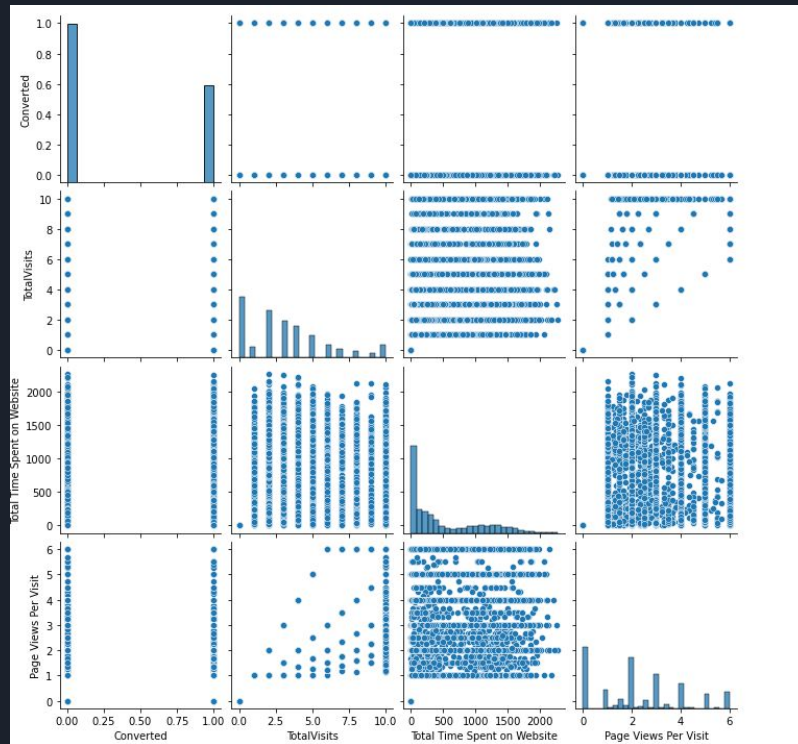 Converted
1.0
0.8
0.6
0.4
0.2
0.0
TotalVisits
10
8
6
4
2
0
Total Time Spent on Website
2000
1500
1000
500
0
Page Views Per Visit
6
5
4
3
2
1
0
0.00 0.25 0.50 0.75 1.00
0.0 2.5 5.0 7.5 10.0
0 500 1000 1500 2000
0 2 4 6
Converted
TotalVisits
Total Time Spent on Website
Page Views Per Visit